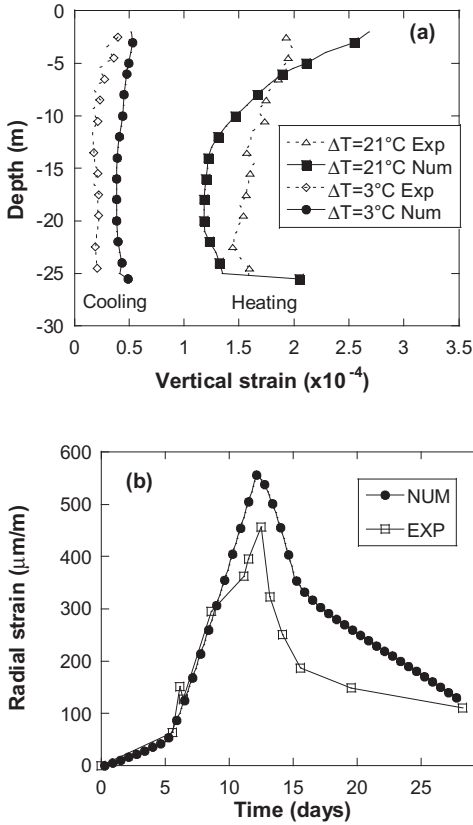 (a)
0
-5
-10
-15
-20
-25
-30
Depth (m)
ΔT=21°C Exp
ΔT=21°C Num
ΔT=3°C Exp
ΔT=3°C Num
Cooling
Heating
0 0.5 1 1.5 2 2.5 3 3.5
Vertical strain (x10⁻⁴)
(b)
600
500
400
300
200
100
0
Radial strain (μm/m)
NUM
EXP
0 5 10 15 20 25
Time (days)